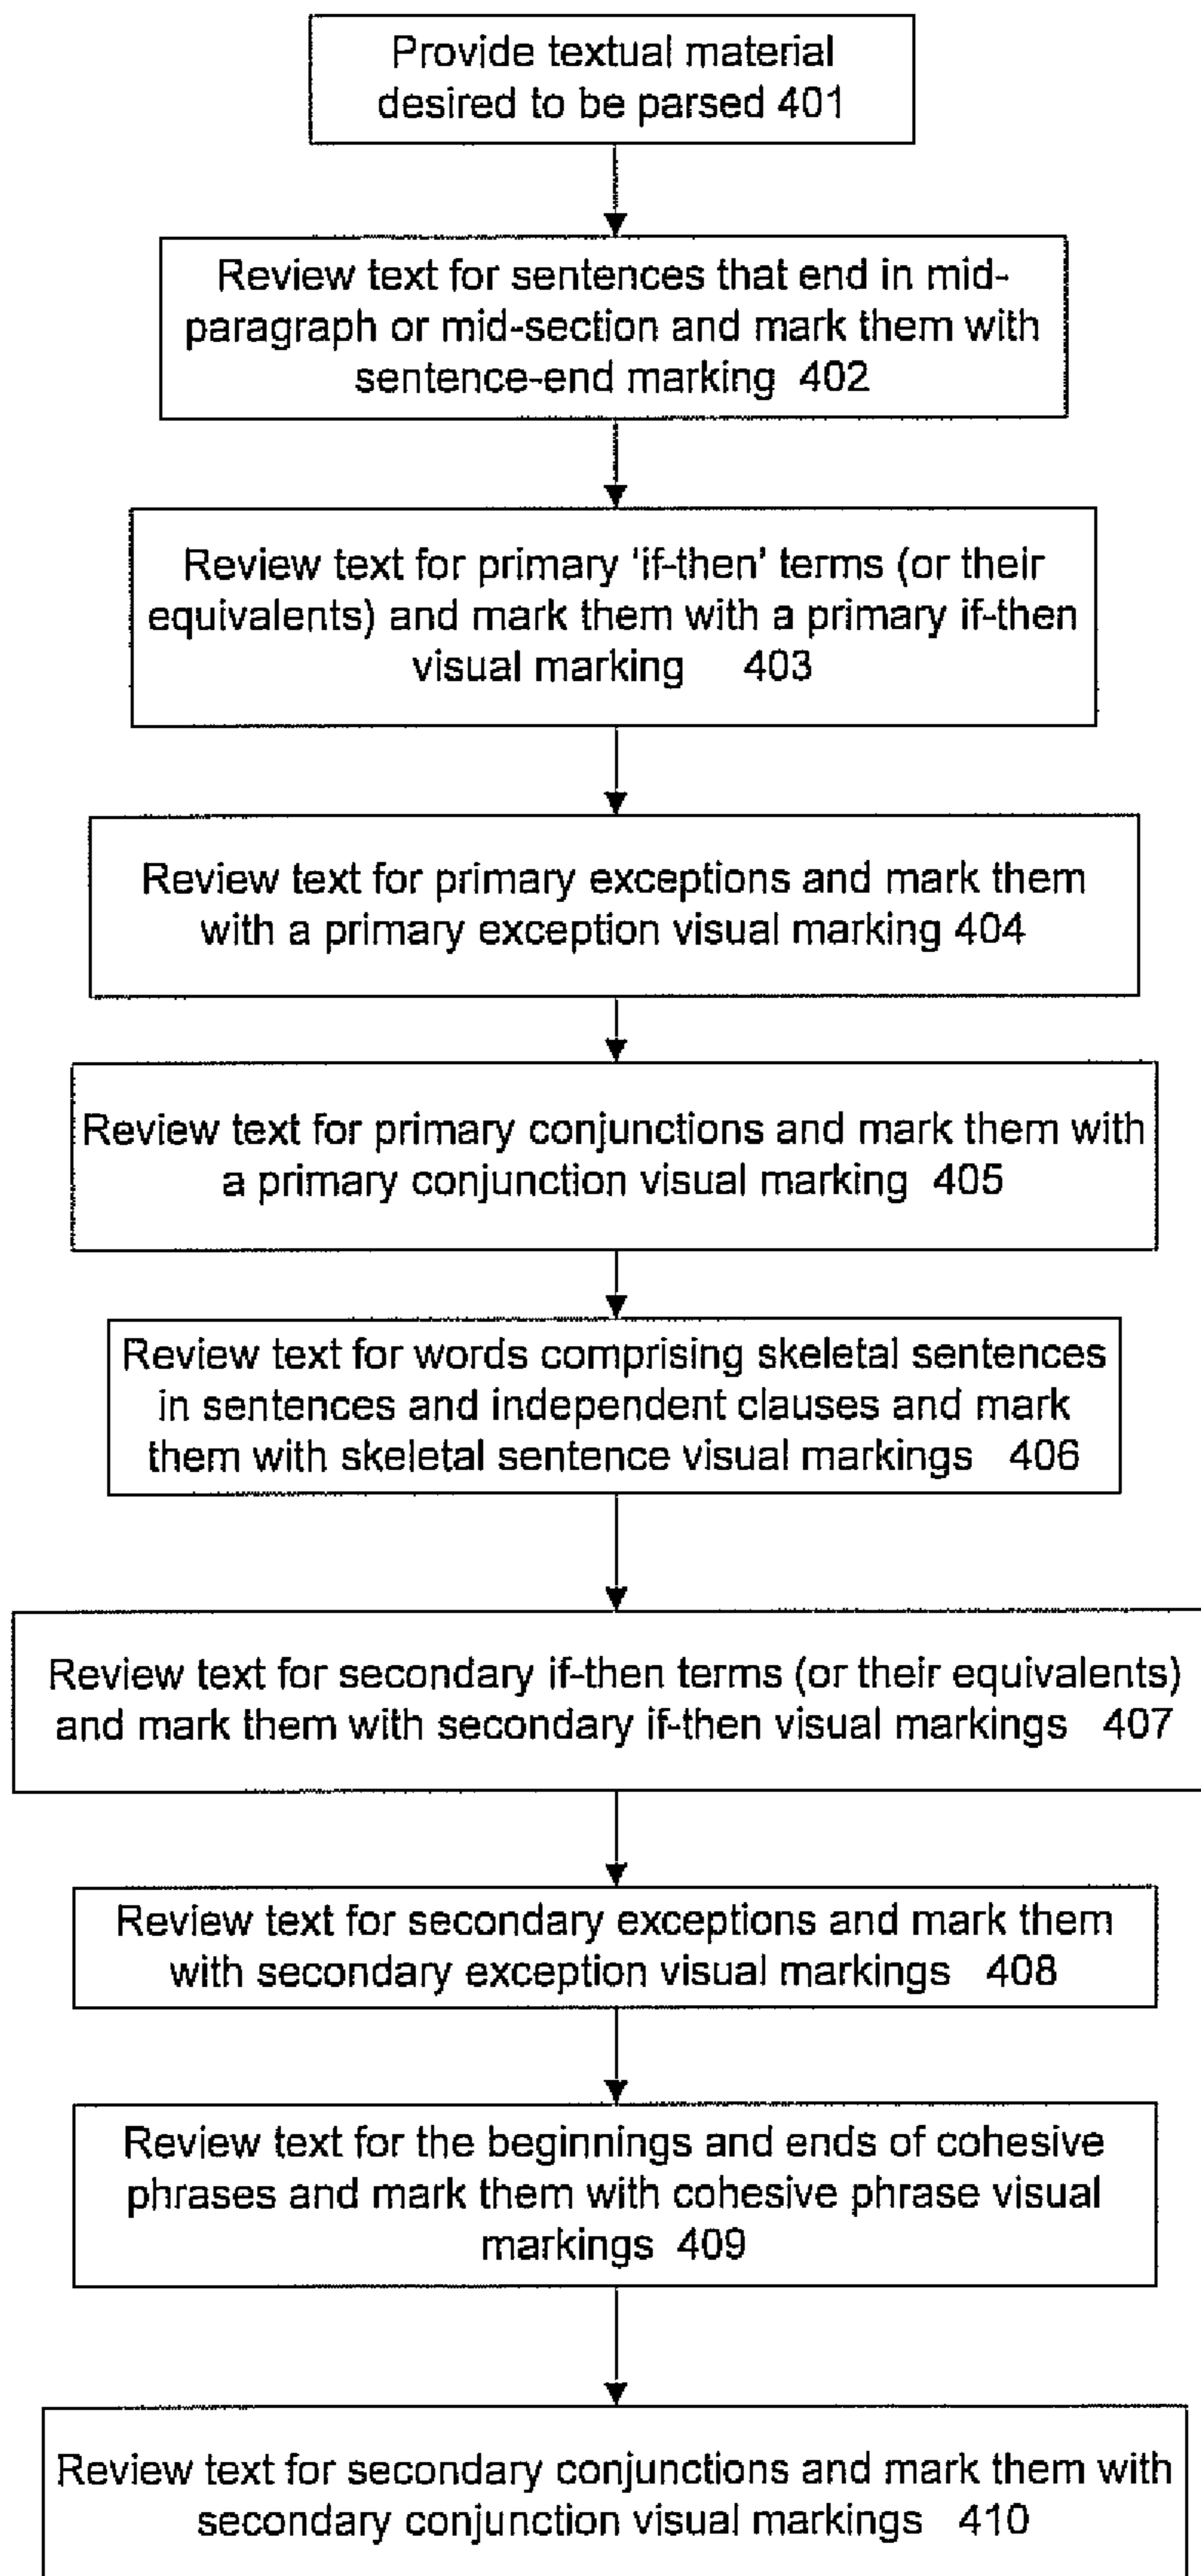 Provide textual material
desired to be parsed 401
Review text for sentences that end in mid-
paragraph or mid-section and mark them with
sentence-end marking 402
Review text for primary 'if-then' terms (or their
equivalents) and mark them with a primary if-then
visual marking 403
Review text for primary exceptions and mark them
with a primary exception visual marking 404
Review text for primary conjunctions and mark them with
a primary conjunction visual marking 405
Review text for words comprising skeletal sentences
in sentences and independent clauses and mark
them with skeletal sentence visual markings 406
Review text for secondary if-then terms (or their equivalents)
and mark them with secondary if-then visual markings 407
Review text for secondary exceptions and mark them
with secondary exception visual markings 408
Review text for the beginnings and ends of cohesive
phrases and mark them with cohesive phrase visual
markings 409
Review text for secondary conjunctions and mark them with
secondary conjunction visual markings 410